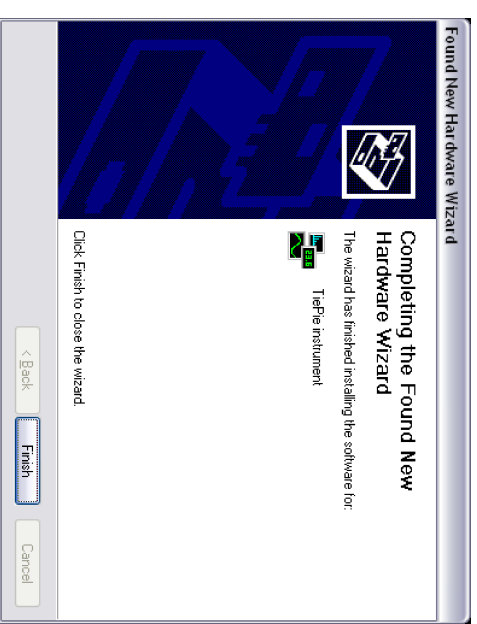 Found New Hardware Wizard
Completing the Found New
Hardware Wizard
The wizard has finished installing the software for:
TiePie instrument
Click Finish to close the wizard.
< Back
Finish
Cancel